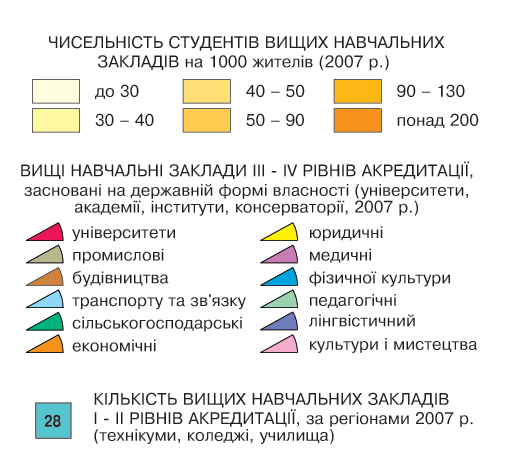 ЧИСЕЛЬНІСТЬ СТУДЕНТІВ ВИЩИХ НАВЧАЛЬНИХ
ЗАКЛАДІВ на 1000 жителів (2007 р.)
до 30
40 – 50
90 – 130
30 – 40
50 – 90
понад 200
ВИЩІ НАВЧАЛЬНІ ЗАКЛАДИ III - IV РІВНІВ АКРЕДИТАЦІЇ,
засновані на державній формі власності (університети,
академії, інститути, консерваторії, 2007 р.)
університети
юридичні
промислові
медичні
будівництва
фізичної культури
транспорту та зв’язку
педагогічні
сільськогосподарські
лінгвістичний
економічні
культури і мистецтва
КІЛЬКІСТЬ ВИЩИХ НАВЧАЛЬНИХ ЗАКЛАДІВ
28
I - II РІВНІВ АКРЕДИТАЦІЇ, за регіонами 2007 р.
(технікуми, коледжі, училища)